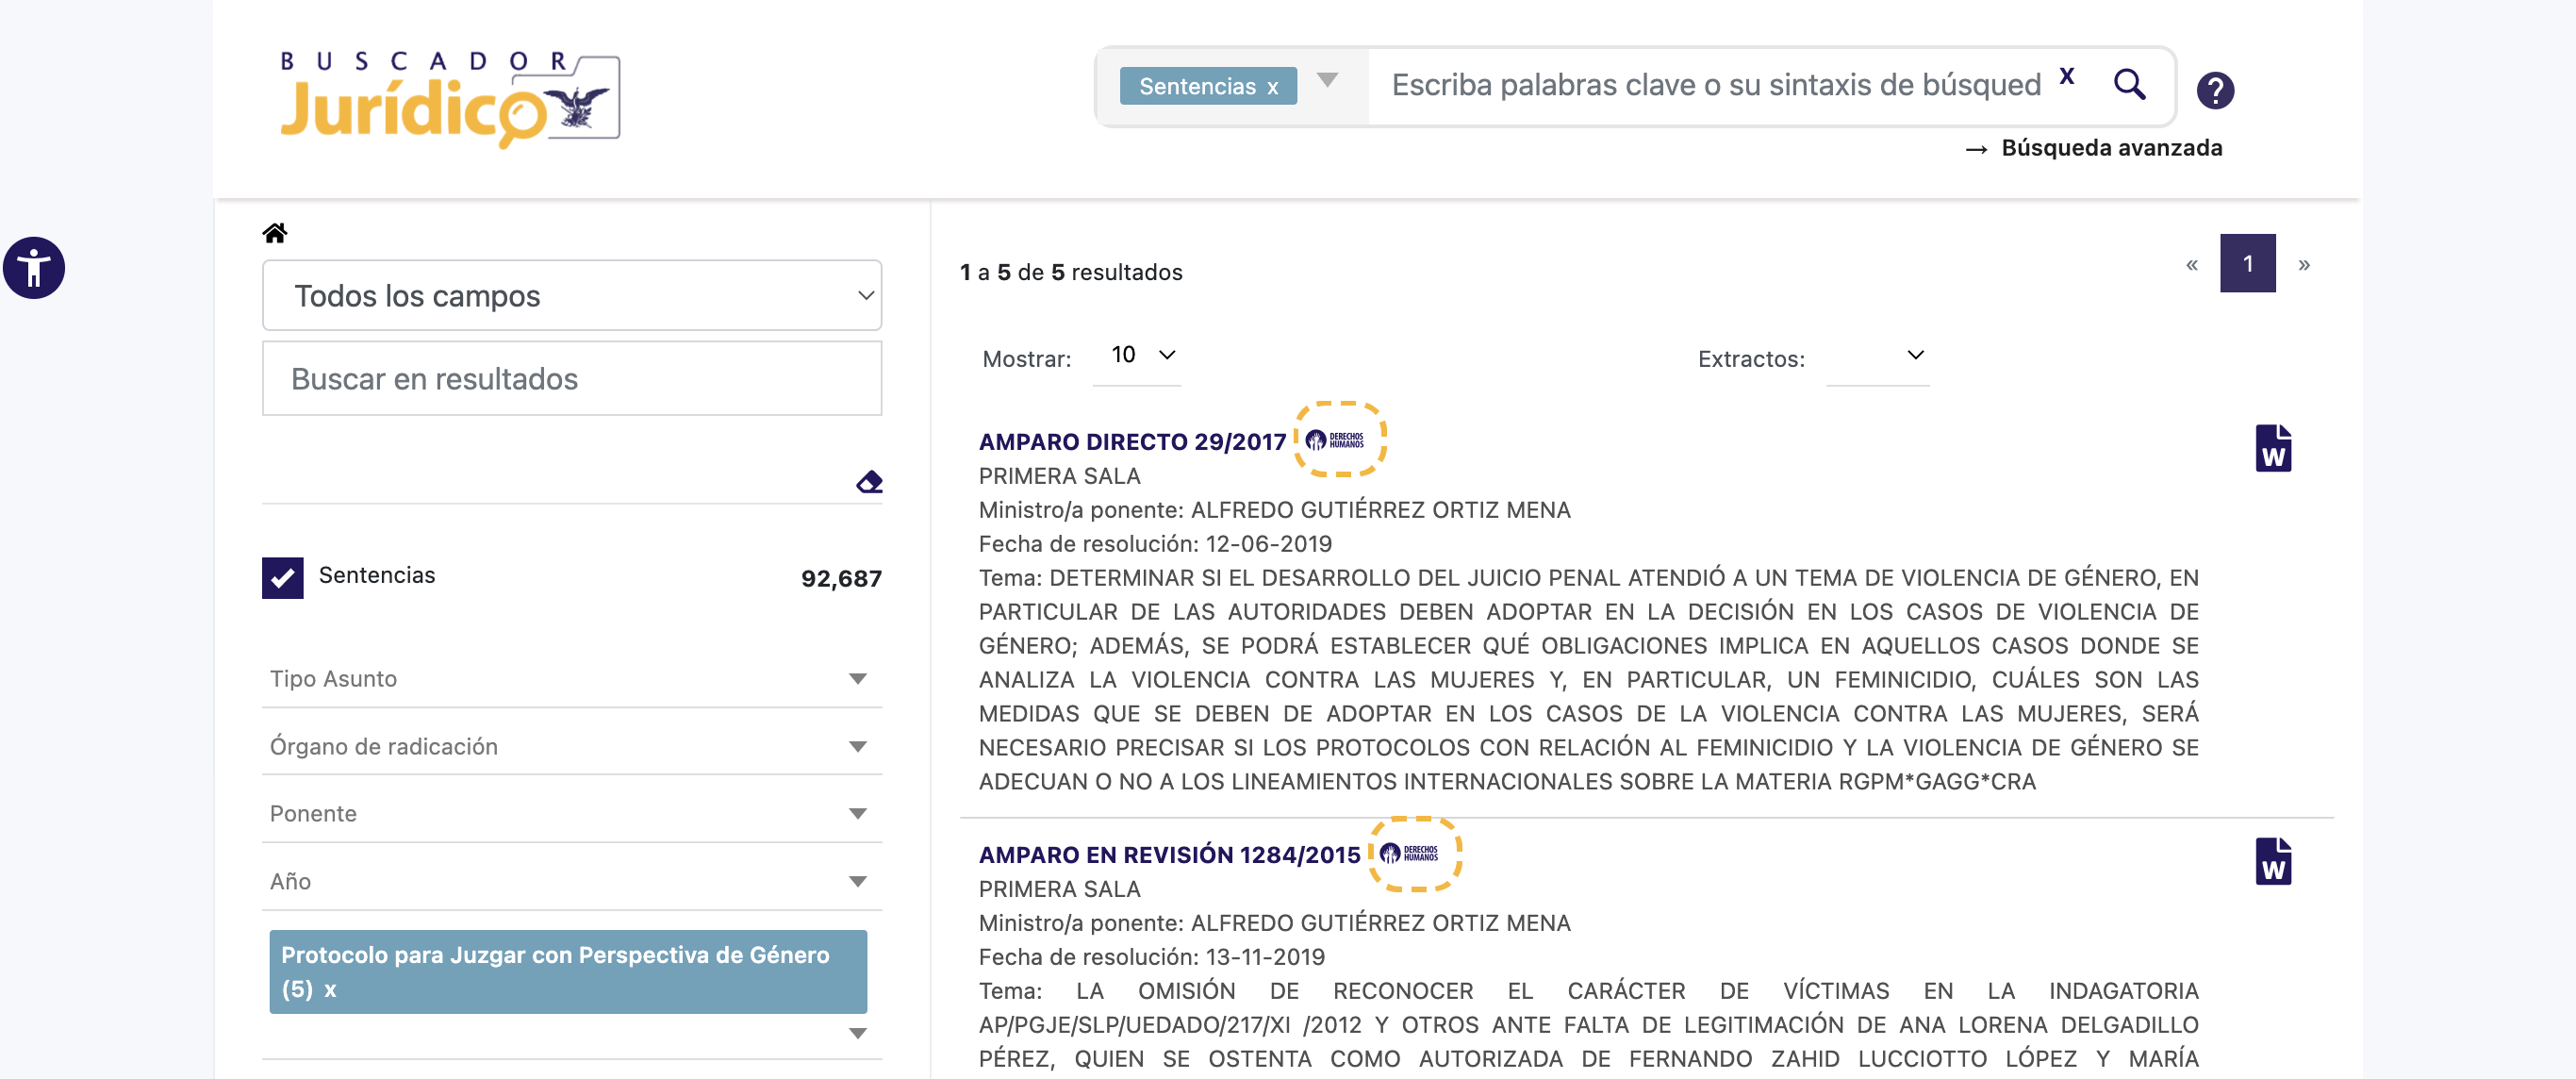 BUSCADOR
Jurídico
Sentencias x
Escriba palabras clave o su sintaxis de búsqued
x
?
→ Búsqueda avanzada
Todos los campos
Buscar en resultados
Sentencias 92,687
Tipo Asunto
Órgano de radicación
Ponente
Año
Protocolo para Juzgar con Perspectiva de Género
(5) x
1 a 5 de 5 resultados
« 1 »
Mostrar: 10
Extractos:
AMPARO DIRECTO 29/2017 DERECHOS HUMANOS
W
PRIMERA SALA
Ministro/a ponente: ALFREDO GUTIÉRREZ ORTIZ MENA
Fecha de resolución: 12-06-2019
Tema: DETERMINAR SI EL DESARROLLO DEL JUICIO PENAL ATENDIÓ A UN TEMA DE VIOLENCIA DE GÉNERO, EN
PARTICULAR DE LAS AUTORIDADES DEBEN ADOPTAR EN LA DECISIÓN EN LOS CASOS DE VIOLENCIA DE
GÉNERO; ADEMÁS, SE PODRÁ ESTABLECER QUÉ OBLIGACIONES IMPLICA EN AQUELLOS CASOS DONDE SE
ANALIZA LA VIOLENCIA CONTRA LAS MUJERES Y, EN PARTICULAR, UN FEMINICIDIO, CUÁLES SON LAS
MEDIDAS QUE SE DEBEN DE ADOPTAR EN LOS CASOS DE LA VIOLENCIA CONTRA LAS MUJERES, SERÁ
NECESARIO PRECISAR SI LOS PROTOCOLOS CON RELACIÓN AL FEMINICIDIO Y LA VIOLENCIA DE GÉNERO SE
ADECUAN O NO A LOS LINEAMIENTOS INTERNACIONALES SOBRE LA MATERIA RGPM*GAGG*CRA
AMPARO EN REVISIÓN 1284/2015 DERECHOS HUMANOS
W
PRIMERA SALA
Ministro/a ponente: ALFREDO GUTIÉRREZ ORTIZ MENA
Fecha de resolución: 13-11-2019
Tema: LA OMISIÓN DE RECONOCER EL CARÁCTER DE VÍCTIMAS EN LA INDAGATORIA
AP/PGJE/SLP/UEDADO/217/XI /2012 Y OTROS ANTE FALTA DE LEGITIMACIÓN DE ANA LORENA DELGADILLO
PÉREZ, QUIEN SE OSTENTA COMO AUTORIZADA DE FERNANDO ZAHID LUCCIOTTO LÓPEZ Y MARÍA